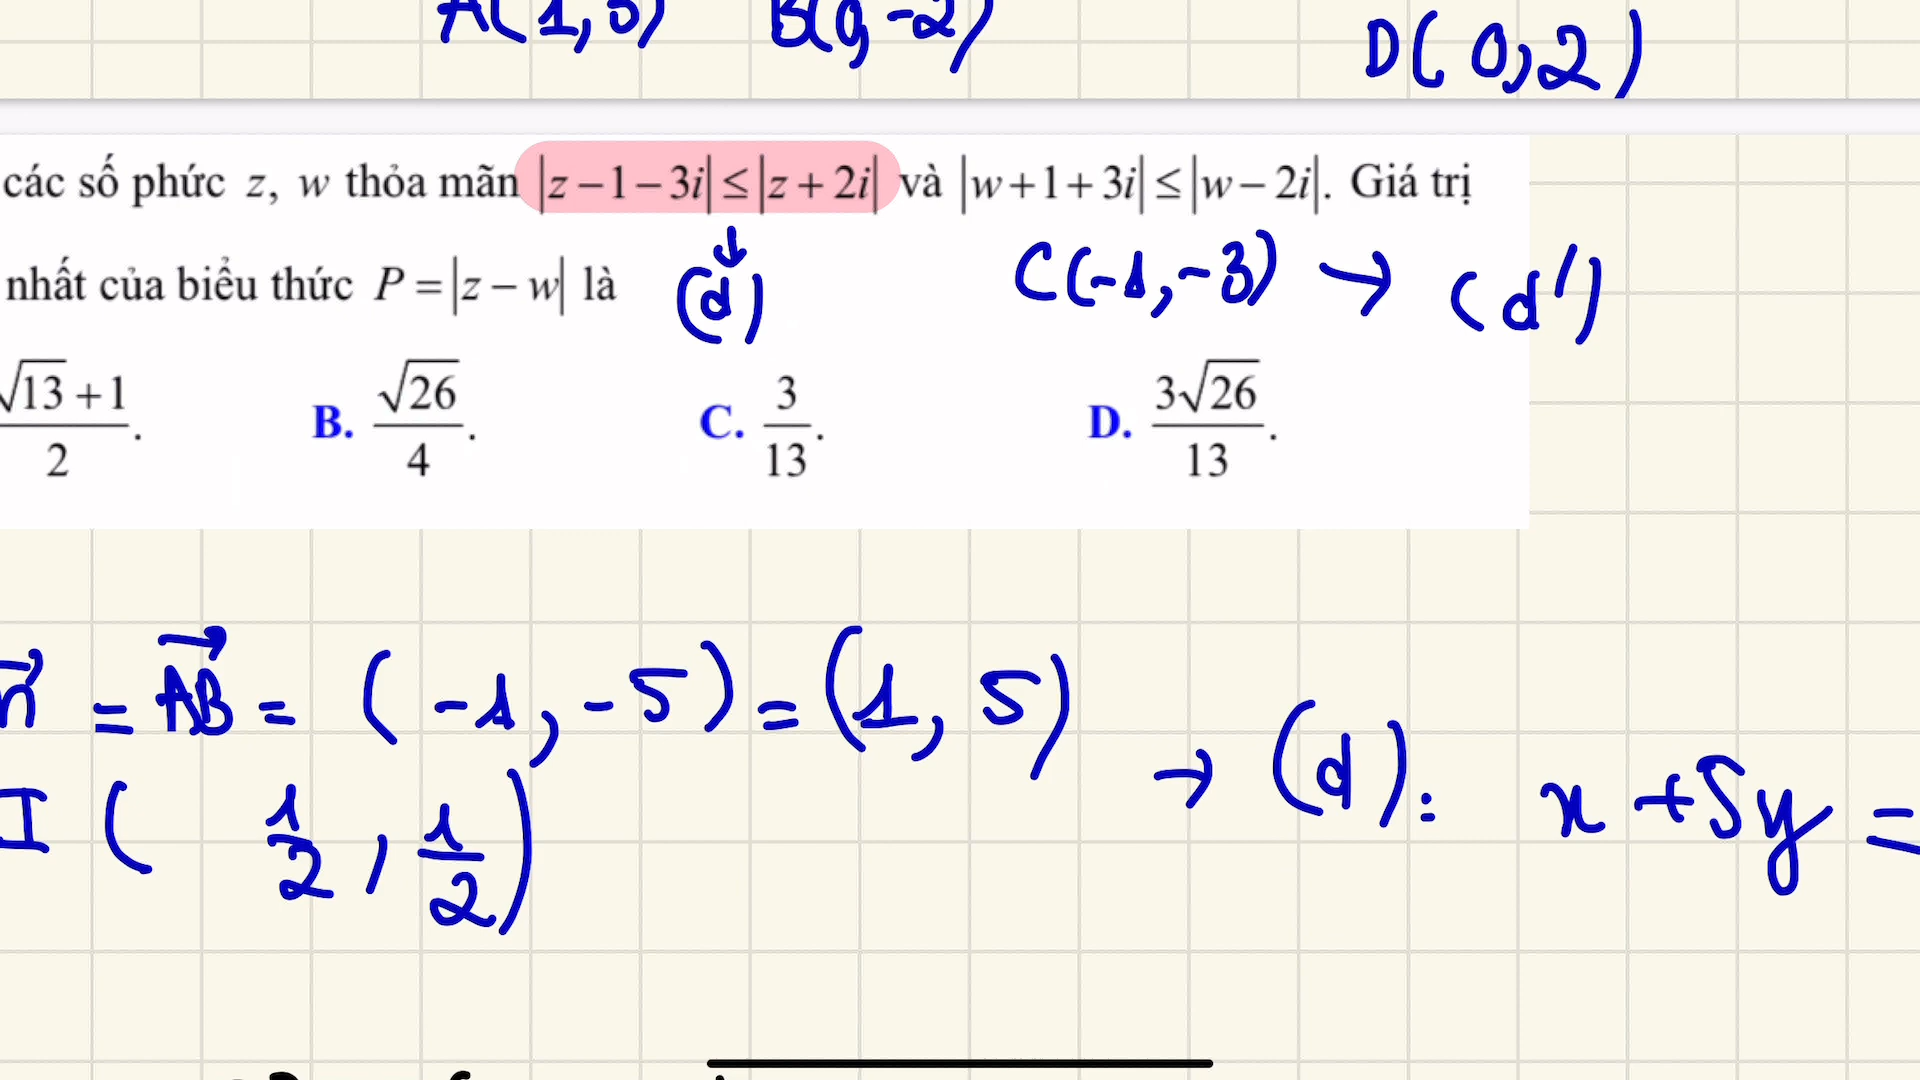 A(1,3) B(0,-2) D(0,2)
các số phức z, w thỏa mãn |z−1−3i| ≤ |z+2i| và |w+1+3i| ≤ |w−2i|. Giá trị
(d) C(-1,-3) → (d')
nhất của biểu thức P = |z − w| là
√13+1/2. B. √26/4. C. 3/13. D. 3√26/13.
n⃗ = AB⃗ = (-1,-5) = (1,5)
→ (d): x+5y =
I(1/2, 1/2)